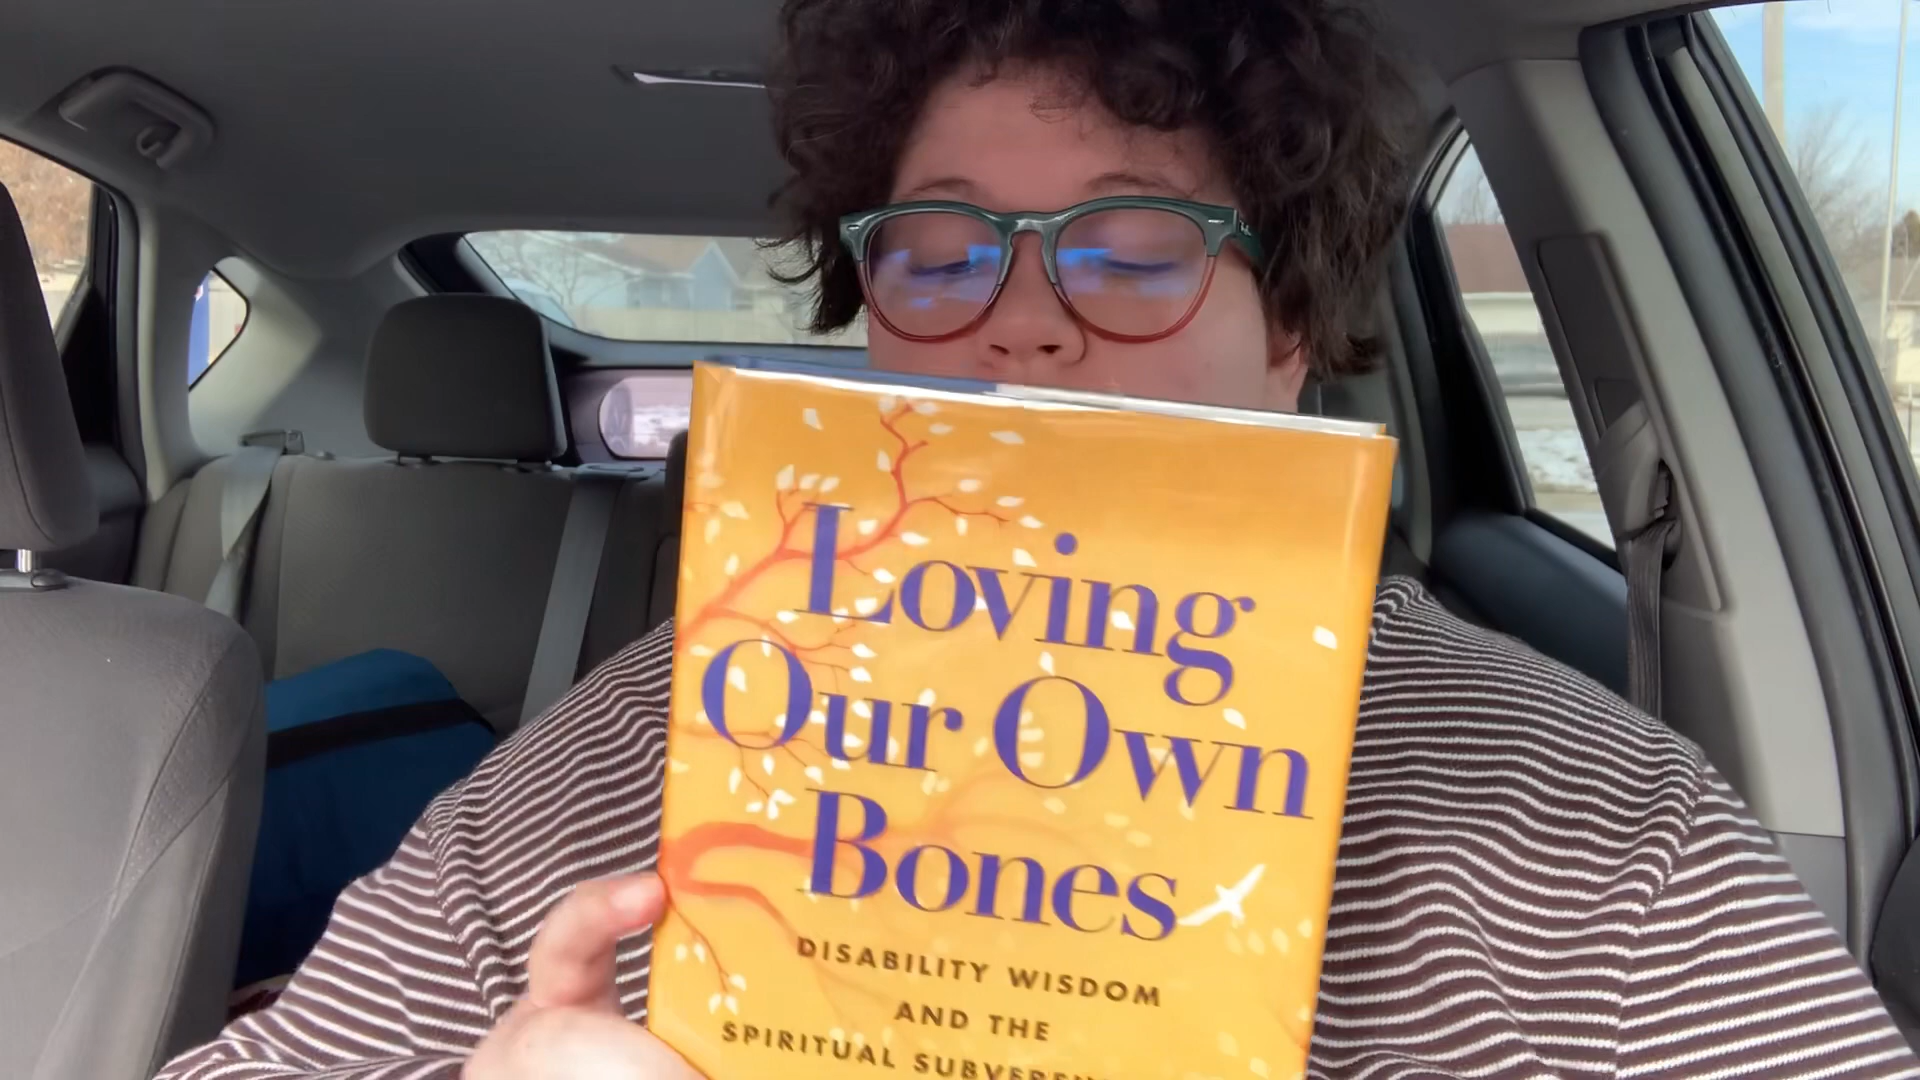 Loving
Our Own
Bones
DISABILITY WISDOM
AND THE
SPIRITUAL